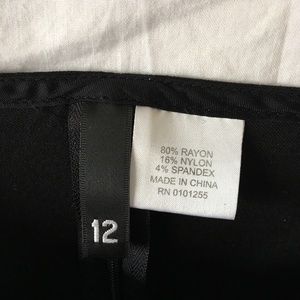 80% RAYON
16% NYLON
4% SPANDEX
MADE IN CHINA
RN 0101255
12